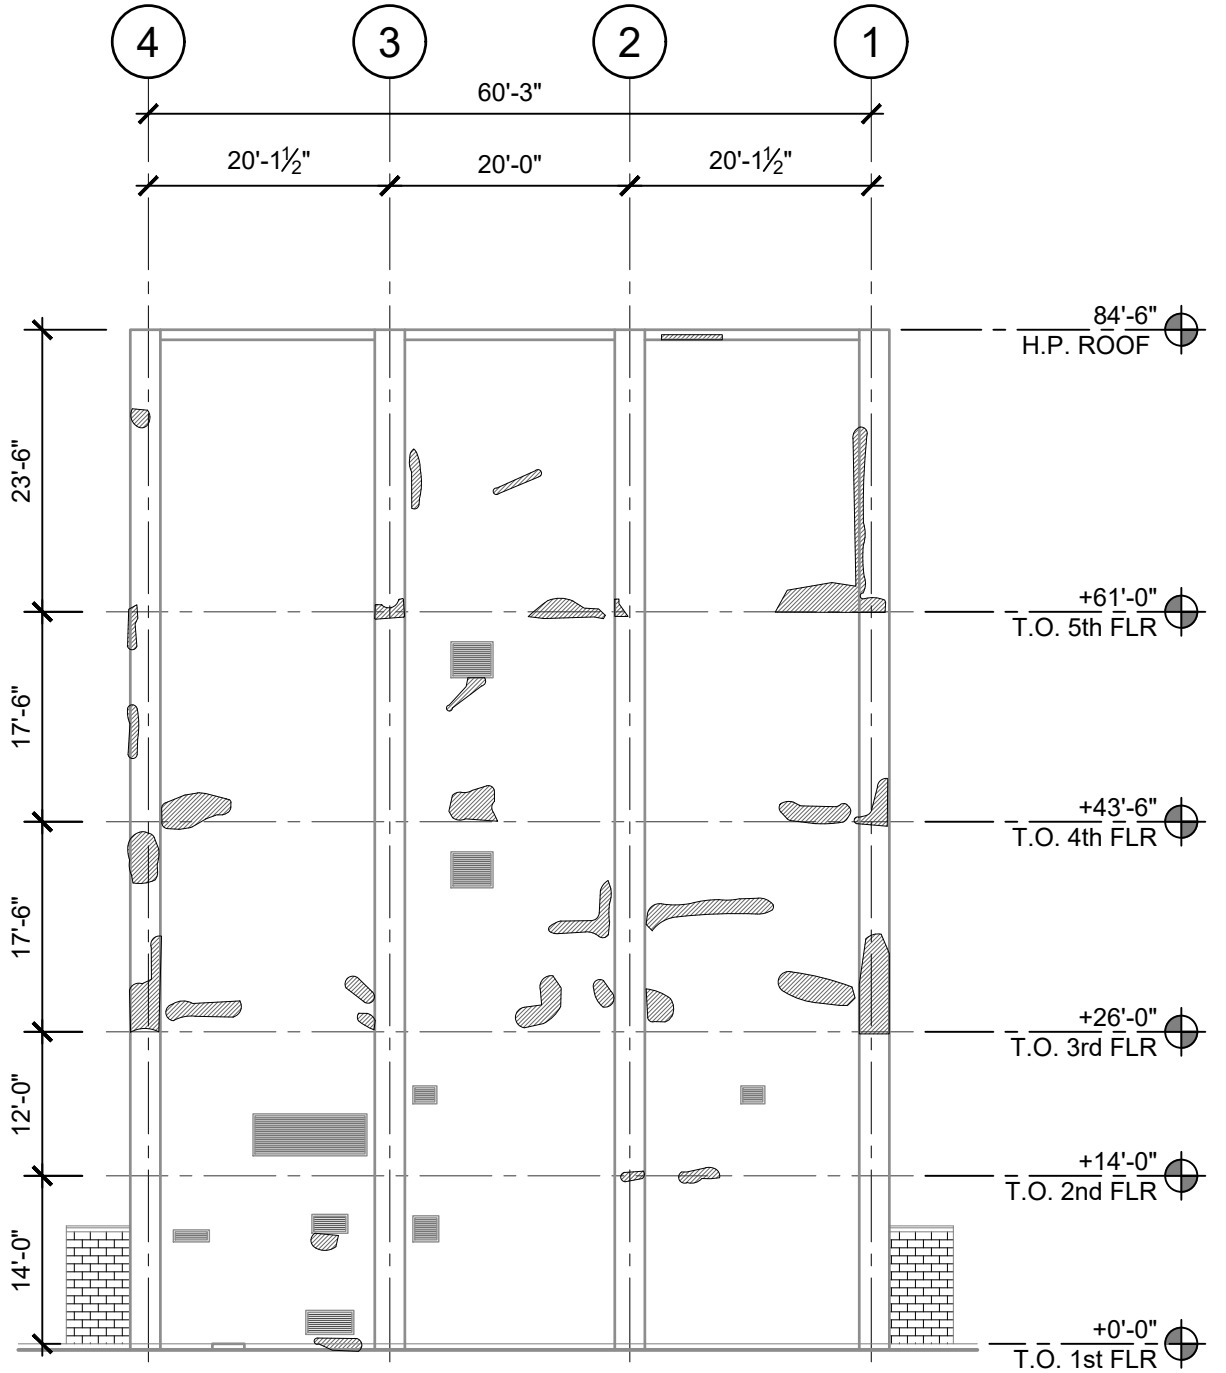 4 3 2 1
60'-3"
20'-1½" 20'-0" 20'-1½"
84'-6"
H.P. ROOF
23'-6"
+61'-0"
T.O. 5th FLR
17'-6"
+43'-6"
T.O. 4th FLR
17'-6"
+26'-0"
T.O. 3rd FLR
12'-0"
+14'-0"
T.O. 2nd FLR
14'-0"
+0'-0"
T.O. 1st FLR